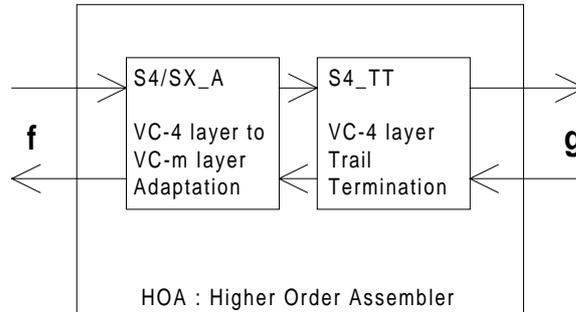 S4/SX_A
VC-4 layer to
VC-m layer
Adaptation
S4_TT
VC-4 layer
Trail
Termination
f
g
HOA : Higher Order Assembler